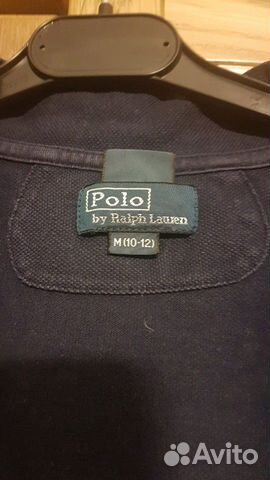 Polo
by Ralph Lauren
M(10-12)
Avito